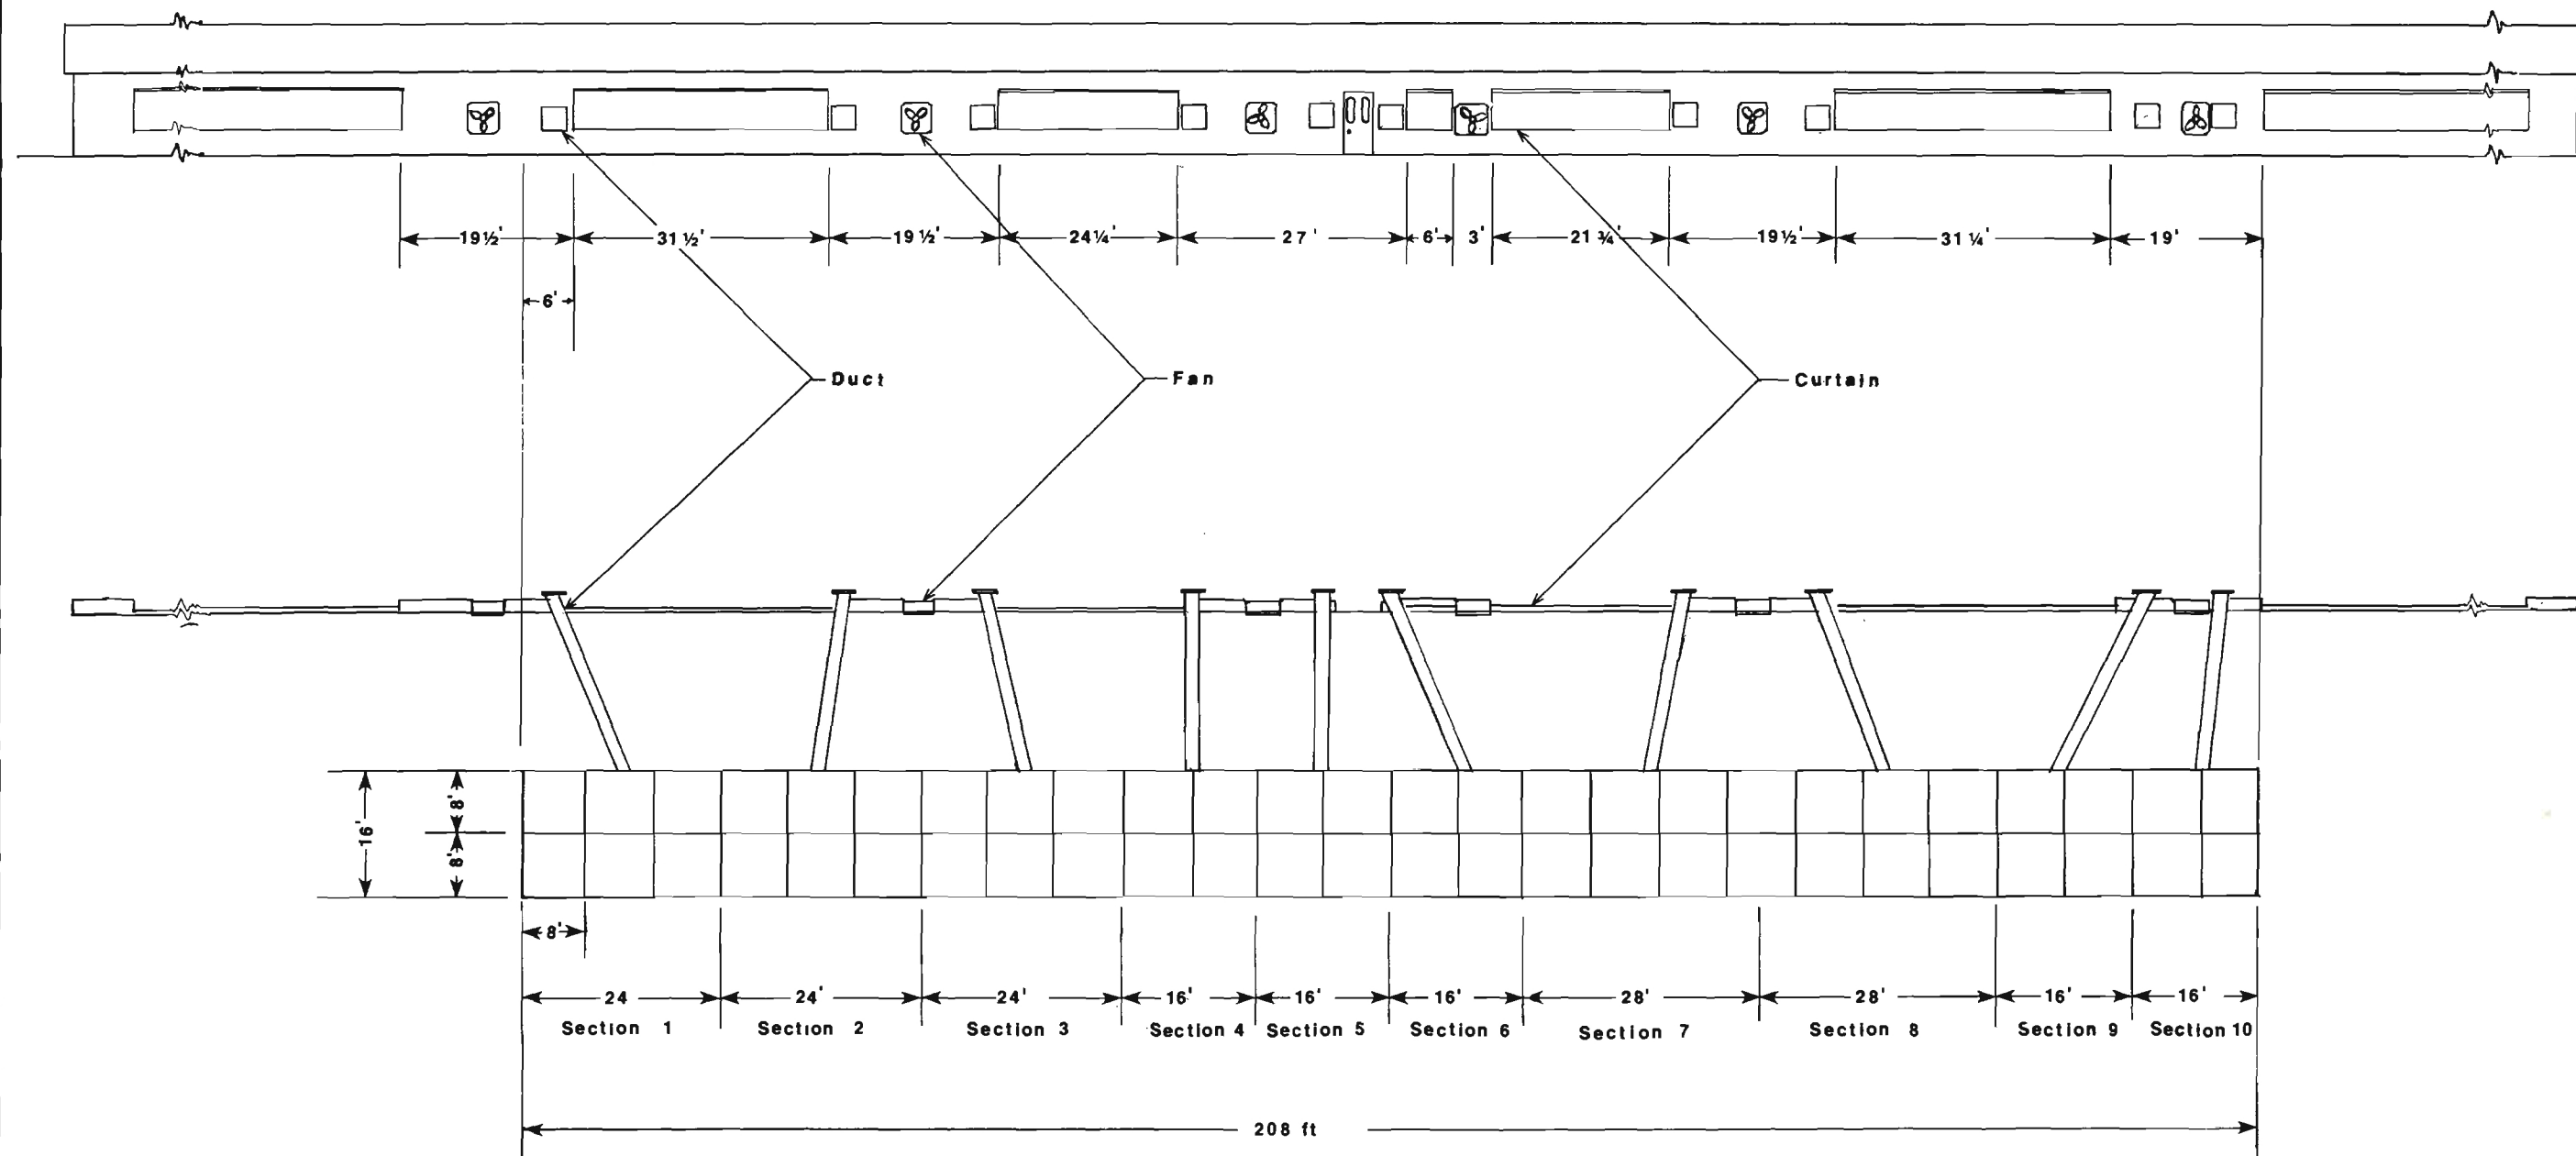 19½' 31½' 19½' 24¼' 27' 6' 3' 21¾' 19½' 31¼' 19'
6'
Duct Fan Curtain
16' 8'
8'
8'
24 24' 24' 16' 16' 16' 28' 28' 16' 16'
Section 1 Section 2 Section 3 Section 4 Section 5 Section 6 Section 7 Section 8 Section 9 Section 10
208 ft